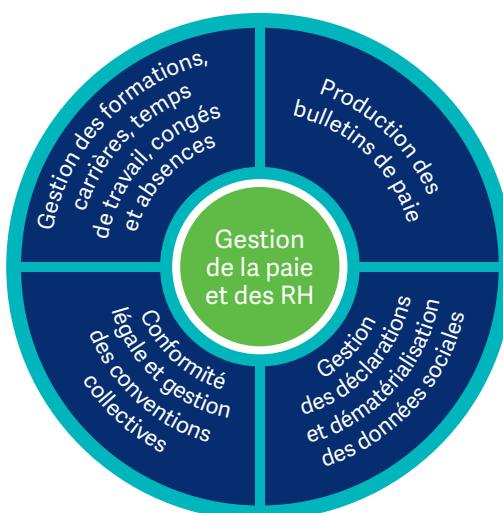 Gestion des formations,
carrières, temps
de travail, congés
et absences
Production des
bulletins de paie
Gestion
de la paie
et des RH
Conformité
légale et gestion
des conventions
collectives
Gestion
des déclarations
et dématérialisation
des données sociales